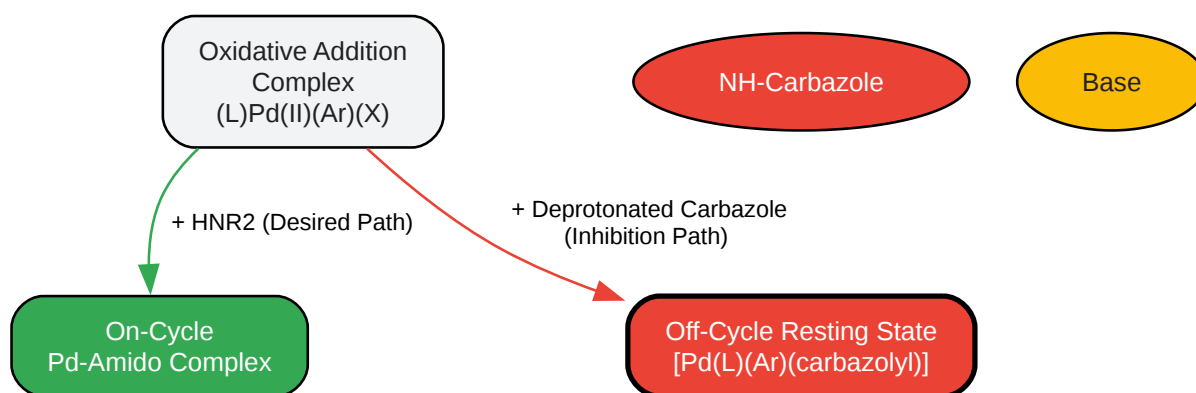 Oxidative Addition
Complex
(L)Pd(II)(Ar)(X)
NH-Carbazole
Base
+ HNR2 (Desired Path)
+ Deprotonated Carbazole
(Inhibition Path)
On-Cycle
Pd-Amido Complex
Off-Cycle Resting State
[Pd(L)(Ar)(carbazolyl)]